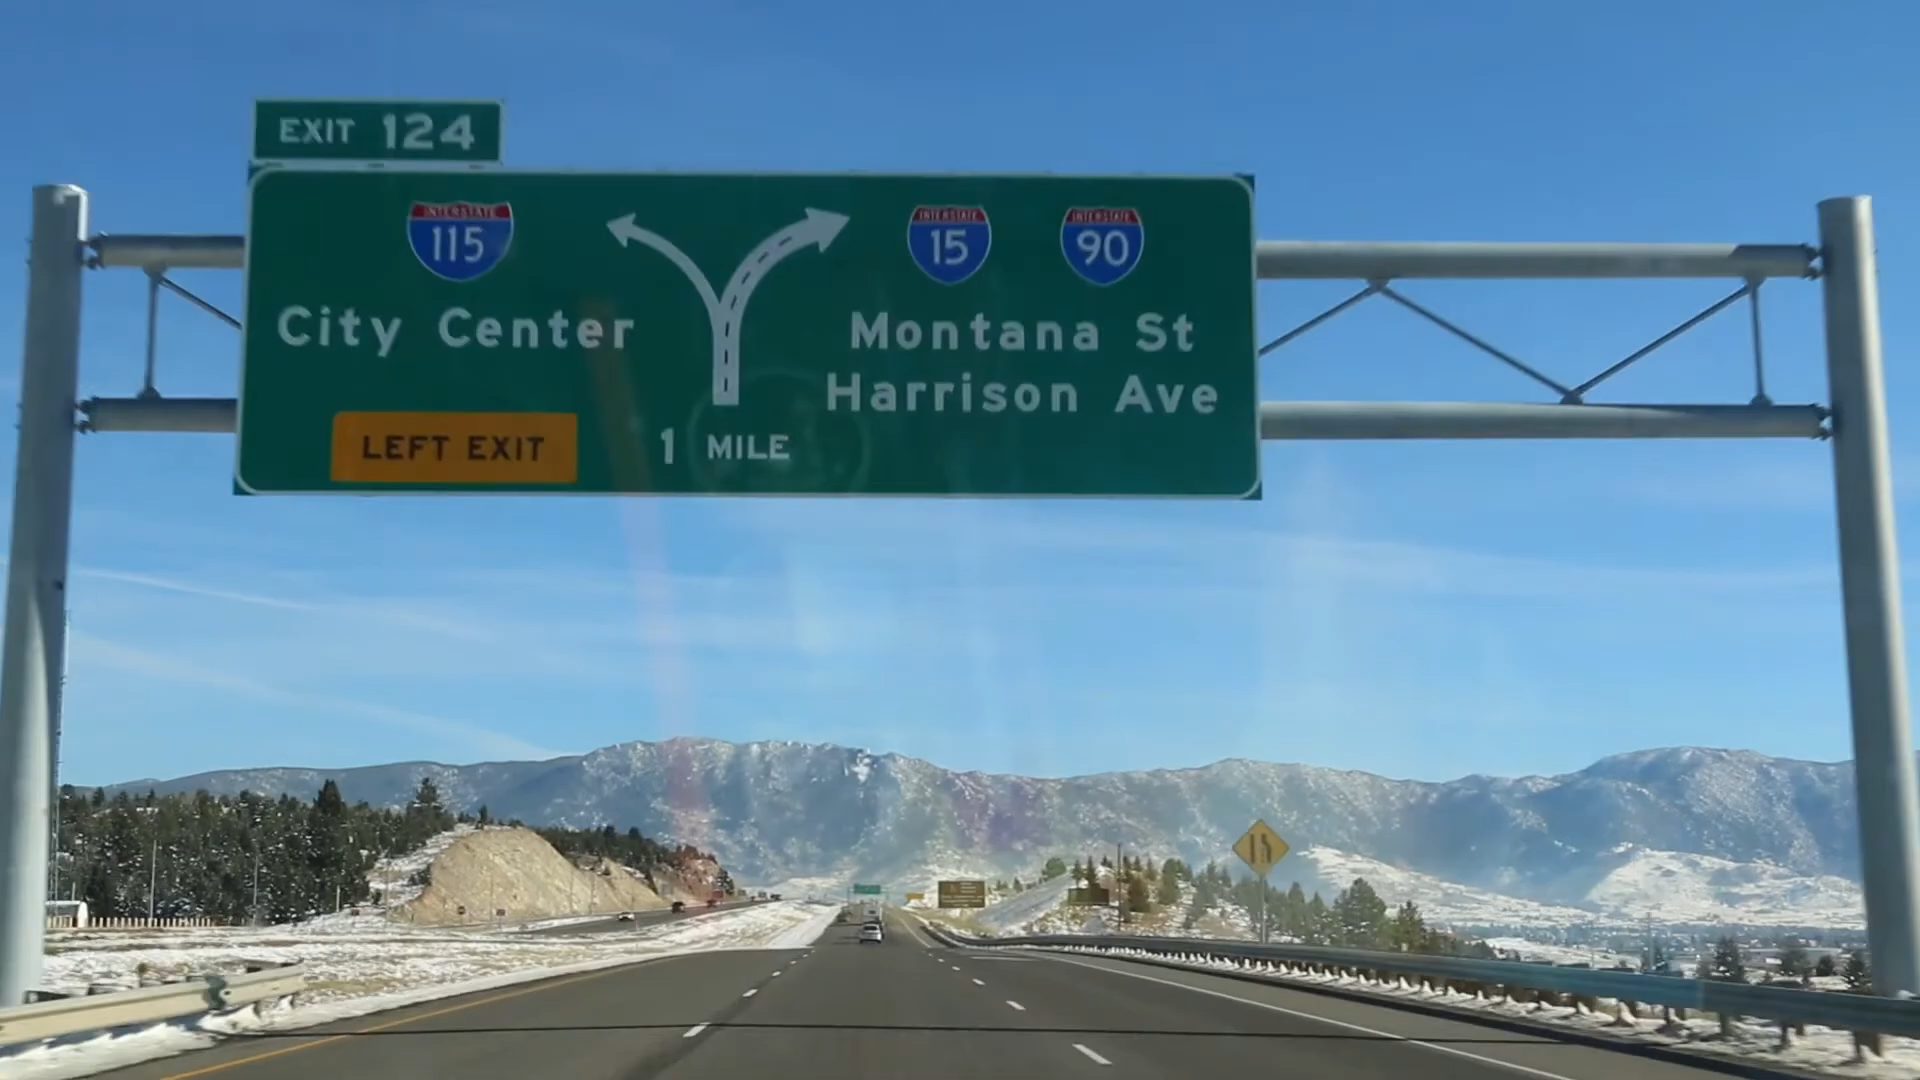 EXIT 124
INTERSTATE
115
INTERSTATE
15
INTERSTATE
90
City Center
Montana St
Harrison Ave
LEFT EXIT
1 MILE